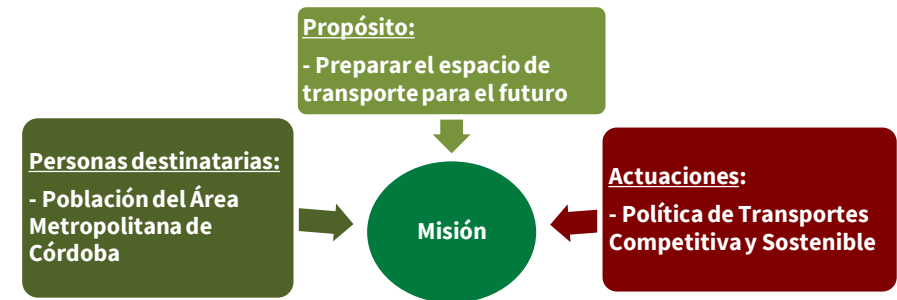 Propósito:
- Preparar el espacio de
transporte para el futuro
Personas destinatarias:
- Población del Área
Metropolitana de
Córdoba
Misión
Actuaciones:
- Política de Transportes
Competitiva y Sostenible